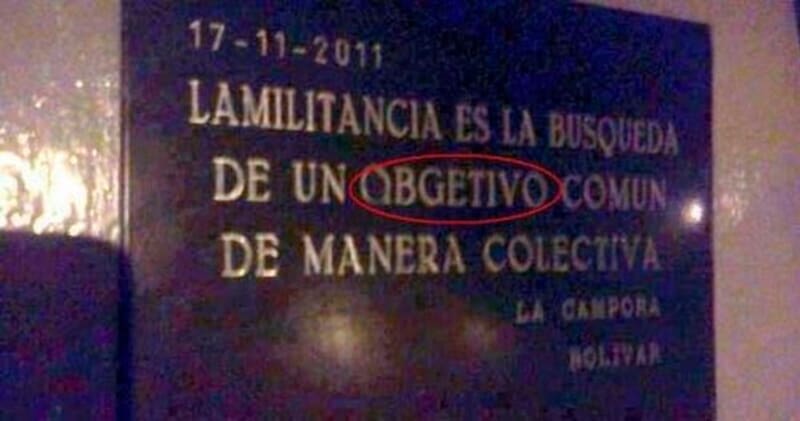 17-11-2011
LAMILITANCIA ES LA BUSQUEDA
DE UN OBGETIVO COMUN
DE MANERA COLECTIVA
LA CAMPORA
BOLIVAR